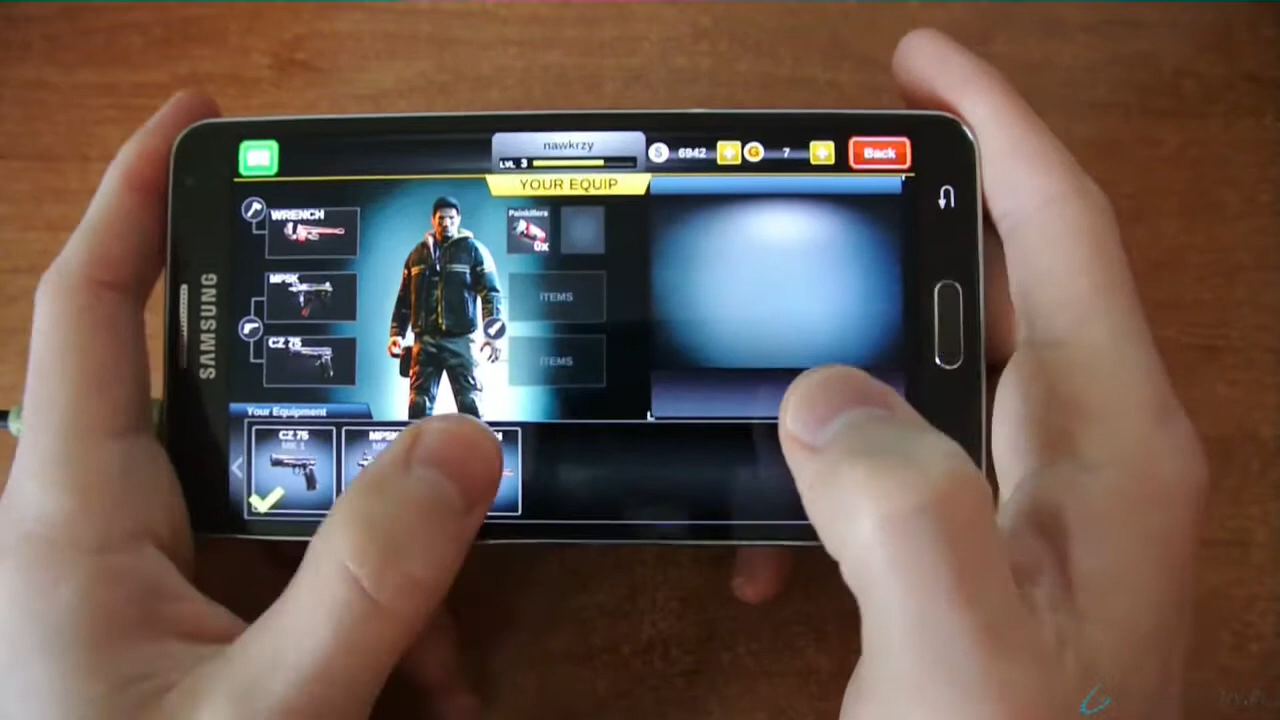 nawkrzy
LVL 3
S 6942
G 7
Back
YOUR EQUIP
WRENCH
MP5K
CZ 75
Painkillers
0x
ITEMS
ITEMS
Your Equipment
CZ 75
MK 1
MP5K
SAMSUNG